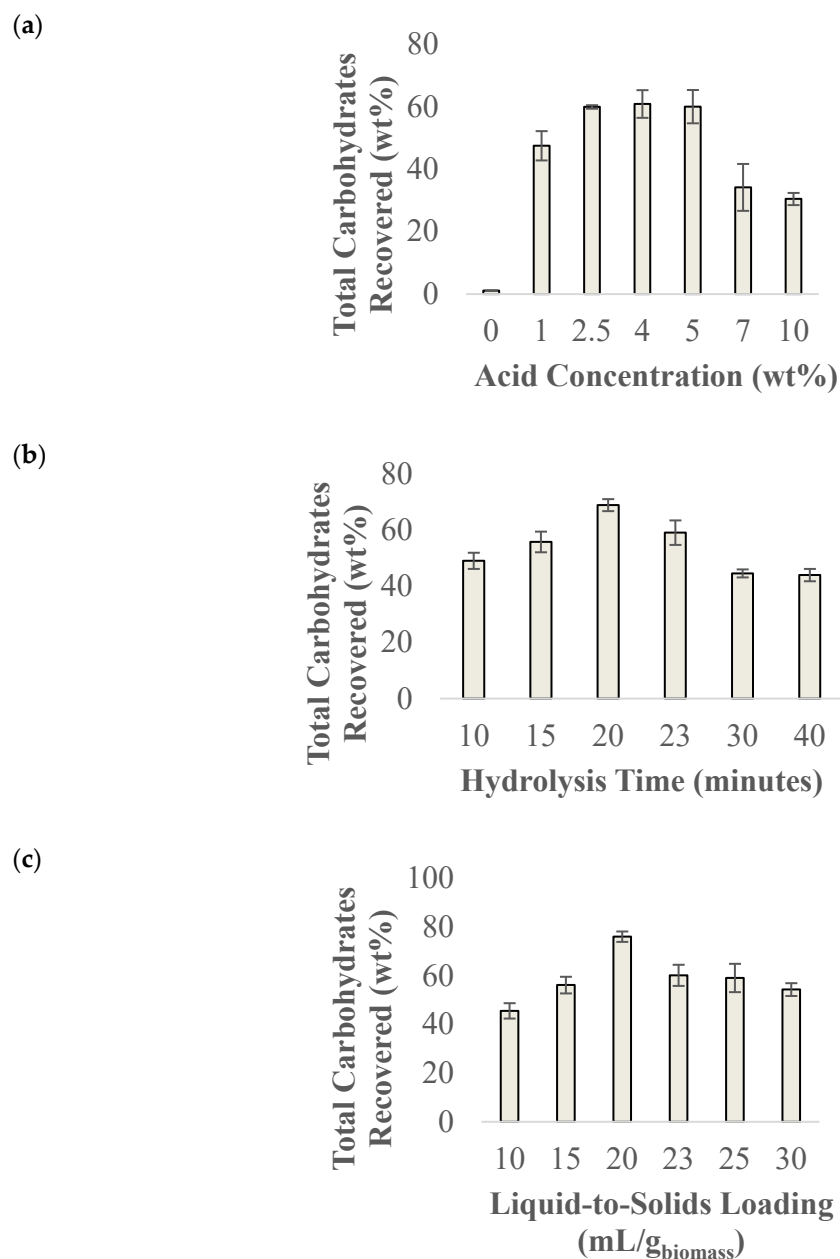 (a)
Total Carbohydrates
Recovered (wt%)
80
60
40
20
0
0 1 2.5 4 5 7 10
Acid Concentration (wt%)
(b)
Total Carbohydrates
Recovered (wt%)
80
60
40
20
0
10 15 20 23 30 40
Hydrolysis Time (minutes)
(c)
Total Carbohydrates
Recovered (wt%)
100
80
60
40
20
0
10 15 20 23 25 30
Liquid-to-Solids Loading
(mL/gbiomass)